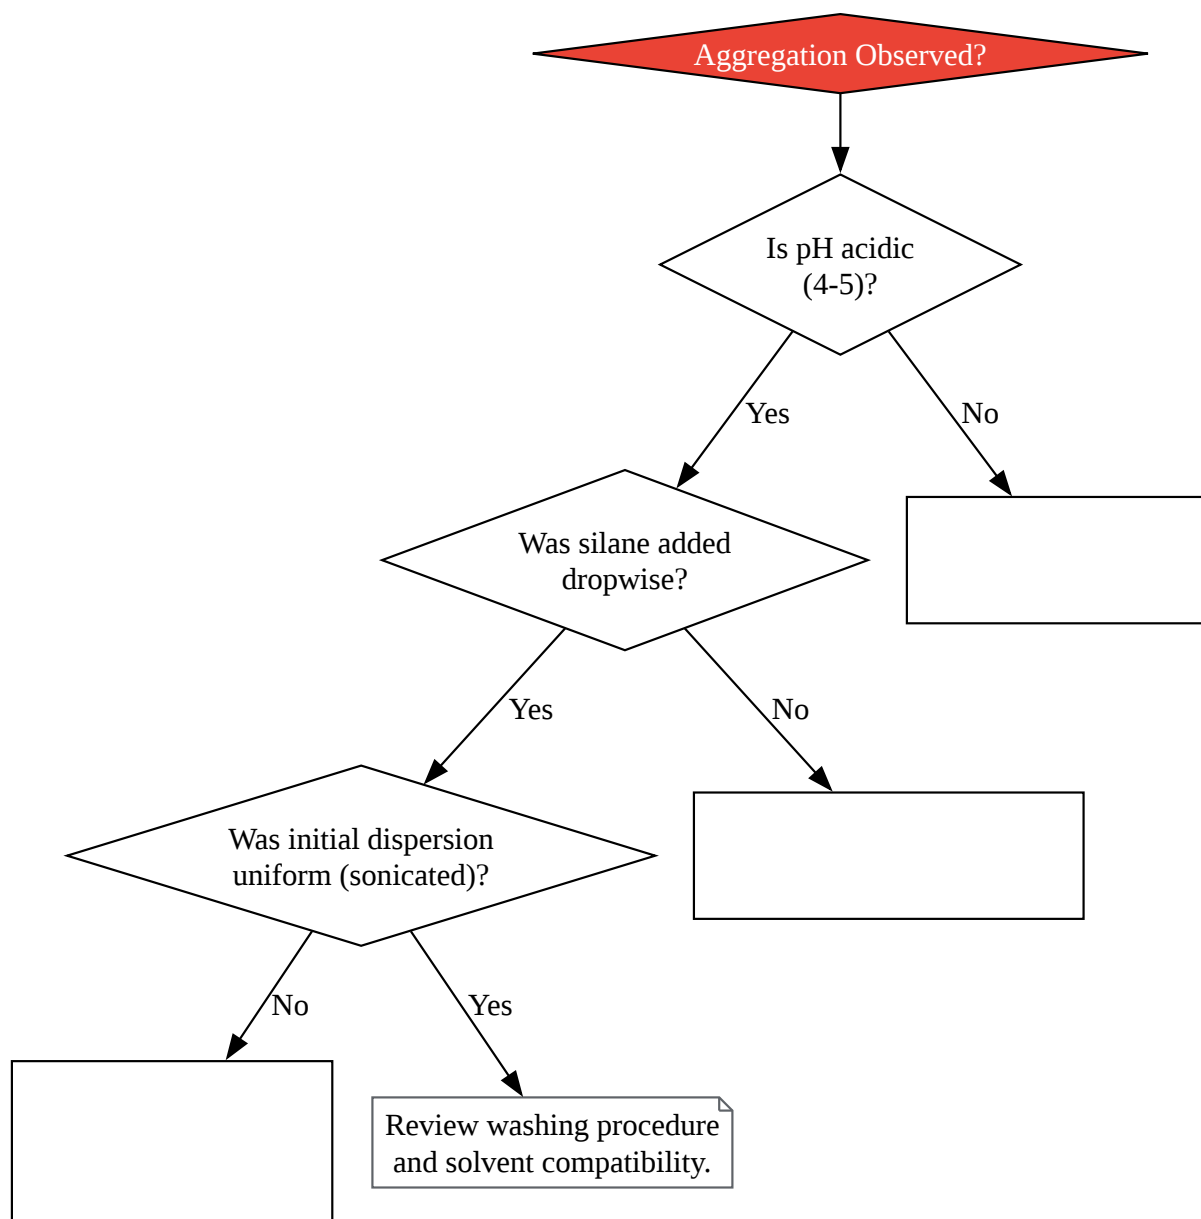 Aggregation Observed?
Is pH acidic
(4-5)?
Yes
No
Was silane added
dropwise?
Yes
No
Was initial dispersion
uniform (sonicated)?
No
Yes
Review washing procedure
and solvent compatibility.